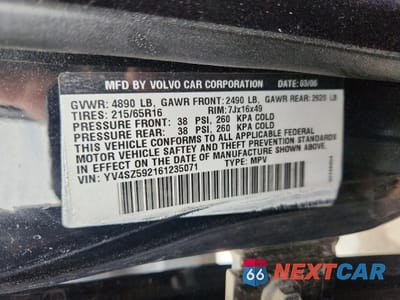 MFD BY VOLVO CAR CORPORATION DATE: 03/06
GVWR: 4890 LB, GAWR FRONT: 2490 LB, GAWR REAR: 2620 LB
TIRES: 215/65R16 RIM: 7Jx16x49
PRESSURE FRONT: 38 PSI, 260 KPA COLD
PRESSURE REAR: 38 PSI, 260 KPA COLD
THIS VEHICLE CONFORMS TO ALL APPLICABLE FEDERAL
MOTOR VEHICLE SAFTEY AND THEFT PREVENTION STANDARD
IN EFFECT ON THE DATE OF MANUFACTURE SHOWN ABOVE.
VIN: YV4SZ592161235071 TYPE: MPV
66 NEXTCAR